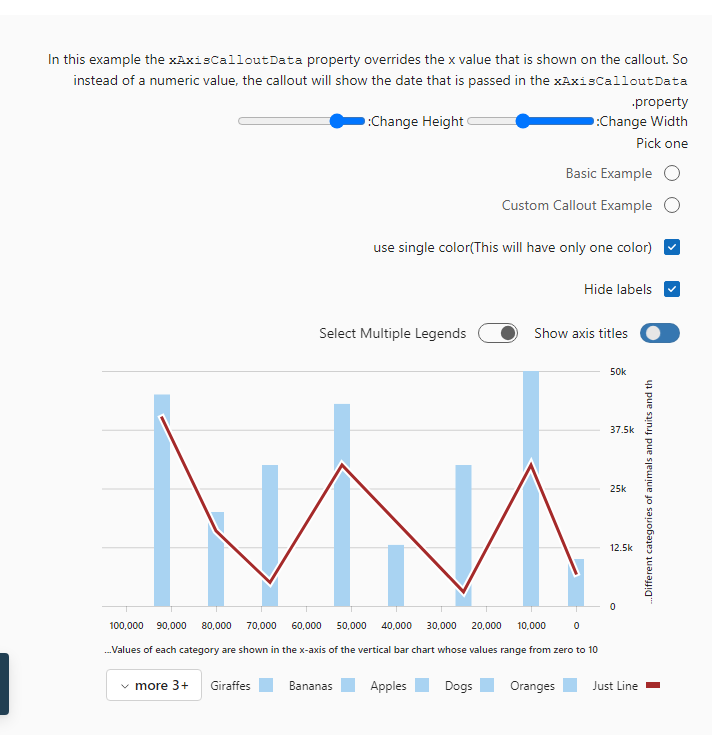 In this example the xAxisCalloutData property overrides the x value that is shown on the callout. So
instead of a numeric value, the callout will show the date that is passed in the xAxisCalloutData
.property
:Change Width :Change Height
Pick one
Basic Example
Custom Callout Example
use single color(This will have only one color)
Hide labels
Show axis titles Select Multiple Legends
50k
37.5k
25k
12.5k
0
...Different categories of animals and fruits and th
100,000 90,000 80,000 70,000 60,000 50,000 40,000 30,000 20,000 10,000 0
...Values of each category are shown in the x-axis of the vertical bar chart whose values range from zero to 10
Just Line Oranges Dogs Apples Bananas Giraffes more 3+